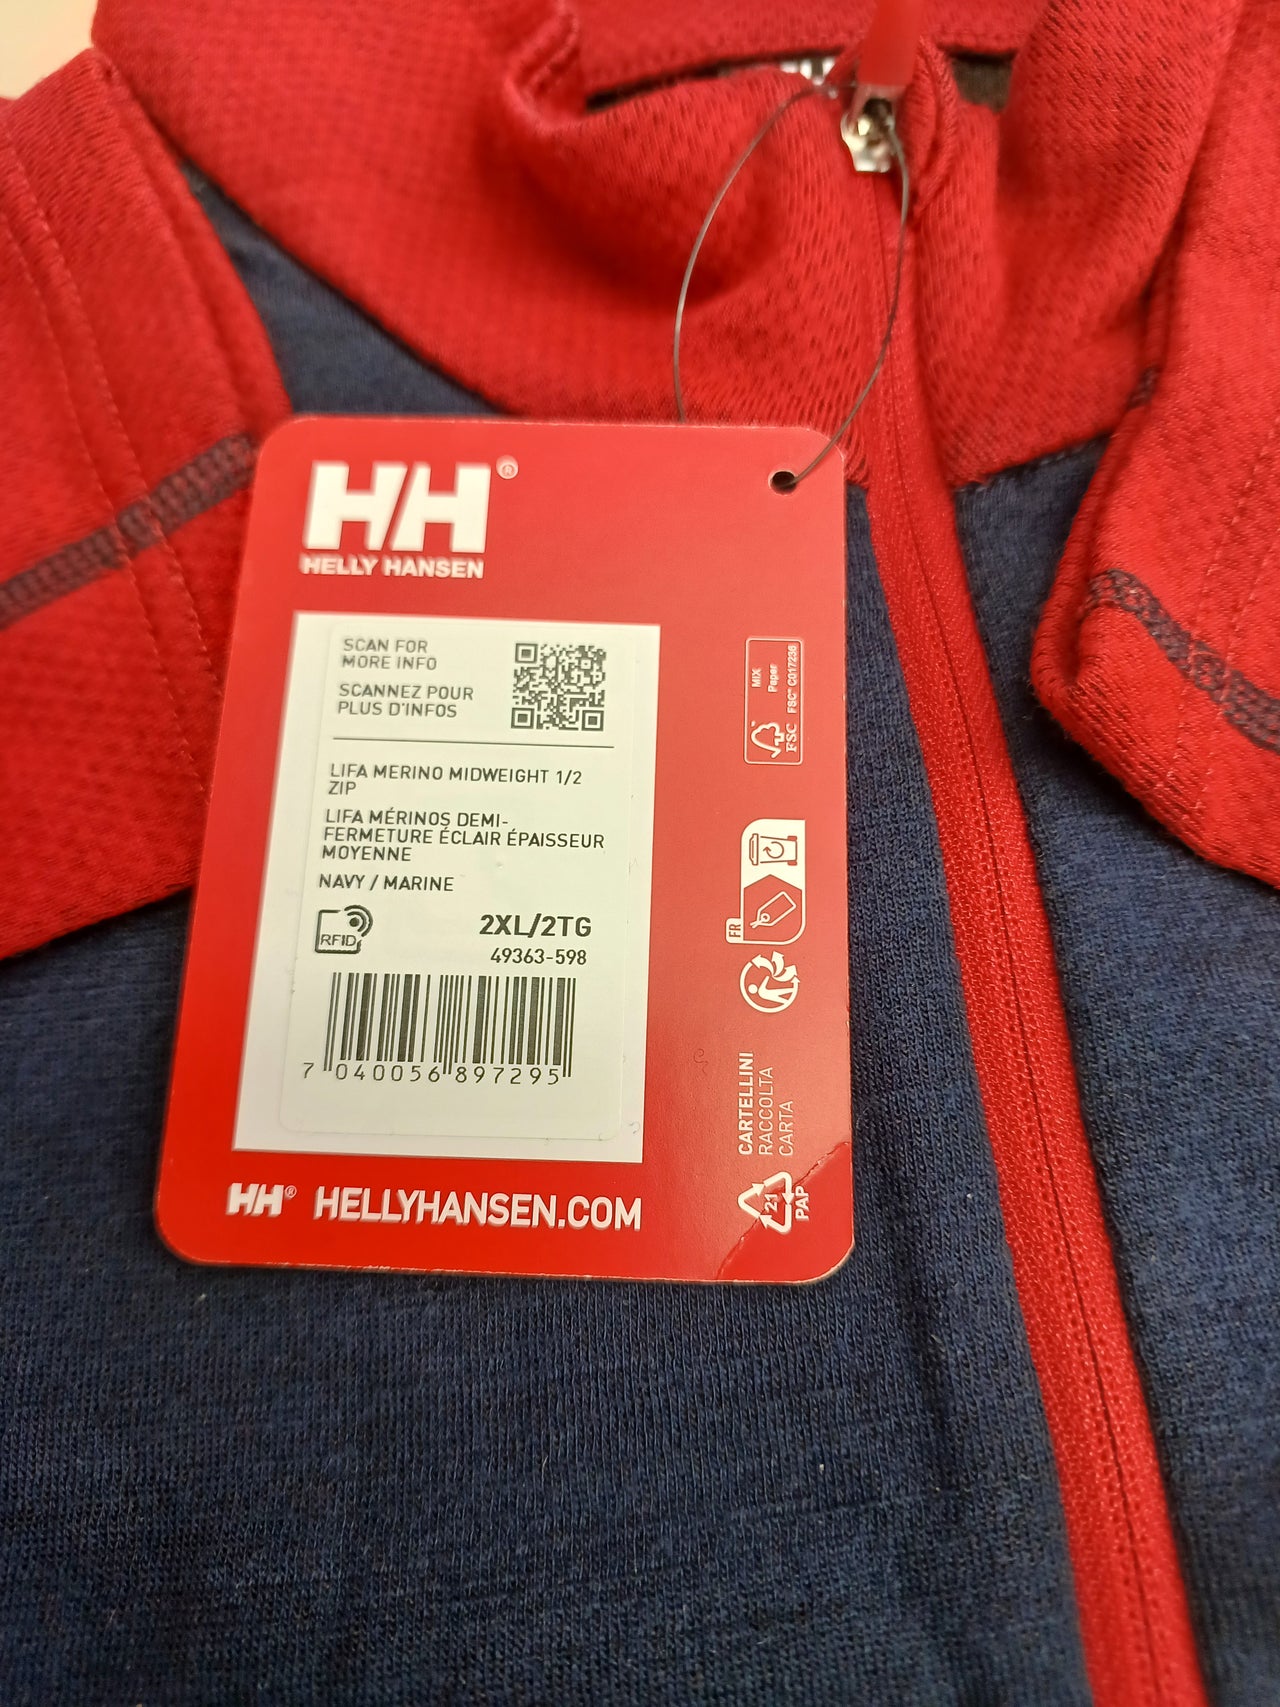 HH®
HELLY HANSEN
SCAN FOR
MORE INFO
SCANNEZ POUR
PLUS D'INFOS
LIFA MERINO MIDWEIGHT 1/2
ZIP
LIFA MÉRINOS DEMI-
FERMETURE ÉCLAIR ÉPAISSEUR
MOYENNE
NAVY / MARINE
RFID
2XL/2TG
49363-598
7 040056 897295
HH® HELLYHANSEN.COM
MIX
Paper
FSC™ C017236
FSC
FR
CARTELLINI
RACCOLTA
CARTA
21
PAP